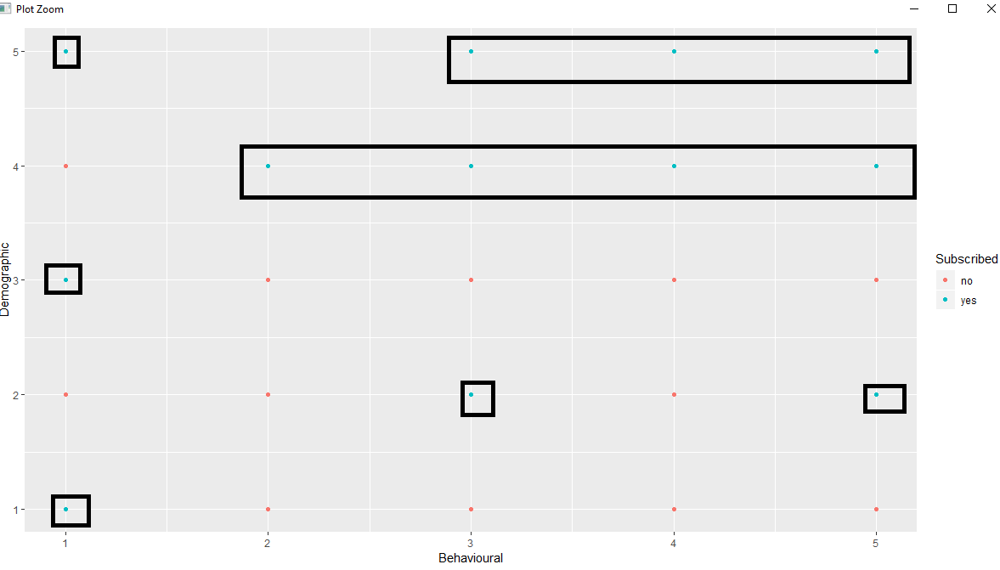 Plot Zoom
5
4
3
2
1
Demographic
1 2 3 4 5
Behavioural
Subscribed
no
yes